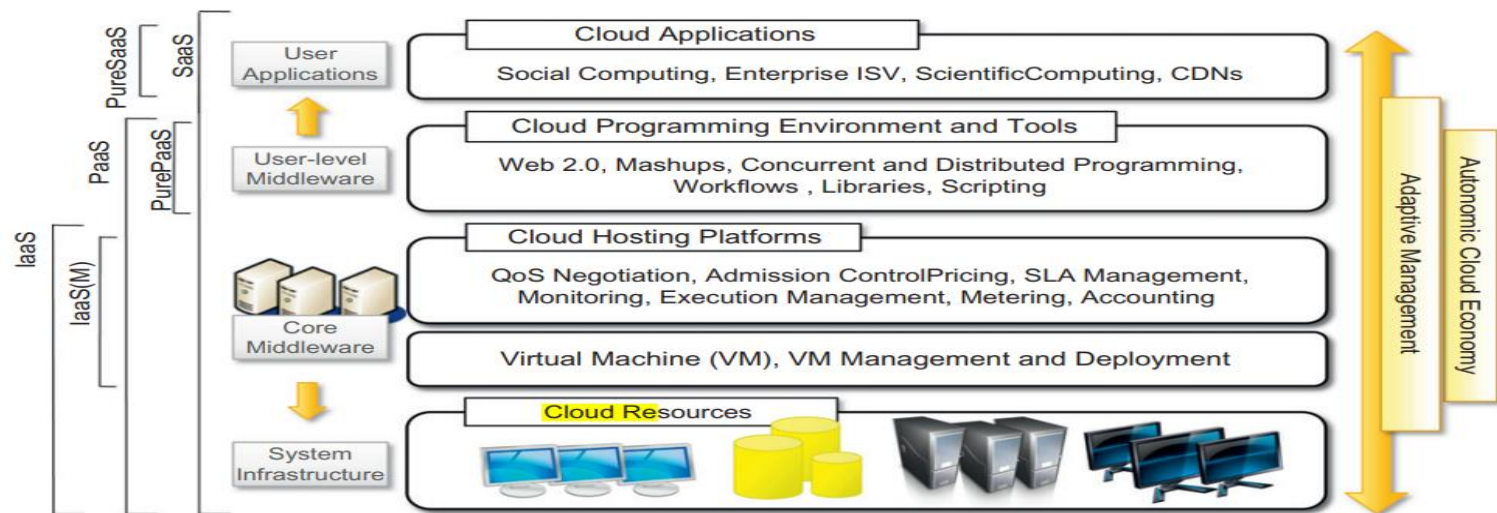 PureSaaS
SaaS
User
Applications
Cloud Applications
Social Computing, Enterprise ISV, ScientificComputing, CDNs
PaaS
PurePaaS
User-level
Middleware
Cloud Programming Environment and Tools
Web 2.0, Mashups, Concurrent and Distributed Programming,
Workflows , Libraries, Scripting
IaaS
IaaS(M)
Core
Middleware
Cloud Hosting Platforms
QoS Negotiation, Admission ControlPricing, SLA Management,
Monitoring, Execution Management, Metering, Accounting
Virtual Machine (VM), VM Management and Deployment
System
Infrastructure
Cloud Resources
Adaptive Management
Autonomic Cloud Economy